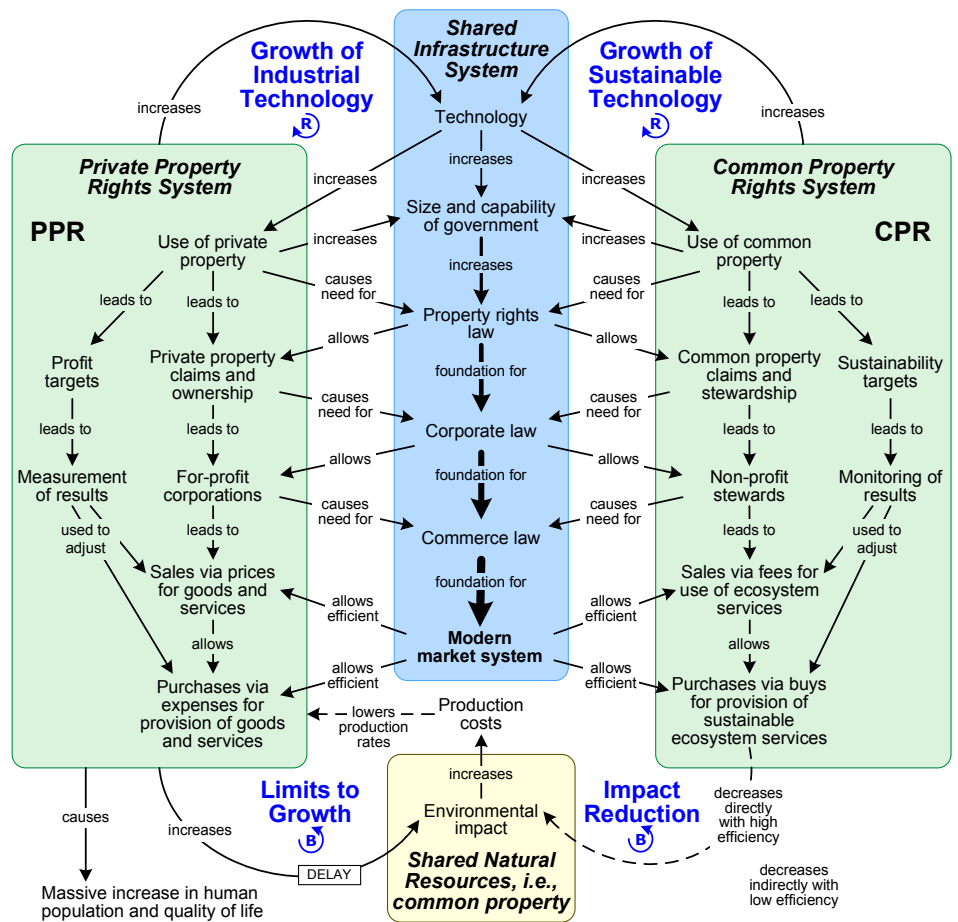 Shared
Infrastructure
System
Growth of
Industrial
Technology
R
Growth of
Sustainable
Technology
R
increases
increases
Technology
Private Property
Rights System
Common Property
Rights System
increases
increases
increases
PPR
CPR
Size and capability
of government
Use of private
property
increases
increases
Use of common
property
increases
causes
need for
causes
need for
leads to
leads to
leads to
leads to
Property rights
law
allows
allows
Profit
targets
Private property
claims and
ownership
Common property
claims and
stewardship
Sustainability
targets
foundation for
causes
need for
causes
need for
leads to
leads to
leads to
leads to
Corporate law
allows
allows
Measurement
of results
For-profit
corporations
Non-profit
stewards
Monitoring of
results
foundation for
causes
need for
causes
need for
used to
adjust
leads to
leads to
used to
adjust
Commerce law
Sales via prices
for goods and
services
foundation for
Sales via fees for
use of ecosystem
services
allows
efficient
allows
efficient
allows
allows
Modern
market system
allows
efficient
allows
efficient
Purchases via
expenses for
provision of goods
and services
Purchases via buys
for provision of
sustainable
ecosystem services
lowers
production
rates
Production
costs
increases
Limits to
Growth
B
Impact
Reduction
B
causes
increases
Environmental
impact
decreases
directly
with high
efficiency
DELAY
Shared Natural
Resources, i.e.,
common property
decreases
indirectly with
low efficiency
Massive increase in human
population and quality of life